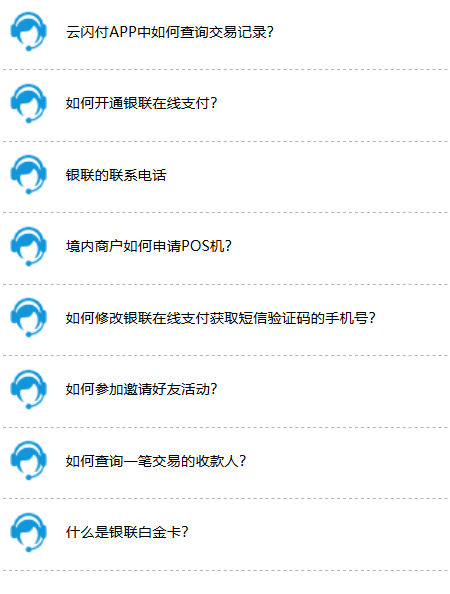 云闪付APP中如何查询交易记录?
如何开通银联在线支付?
银联的联系电话
境内商户如何申请POS机?
如何修改银联在线支付获取短信验证码的手机号?
如何参加邀请好友活动?
如何查询一笔交易的收款人?
什么是银联白金卡?